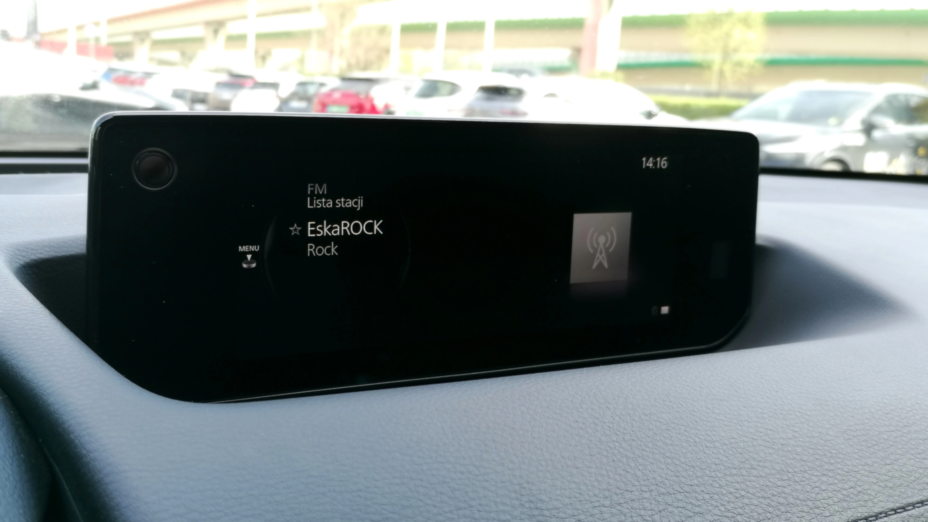 14:16
FM
Lista stacji
EskaROCK
Rock
MENU